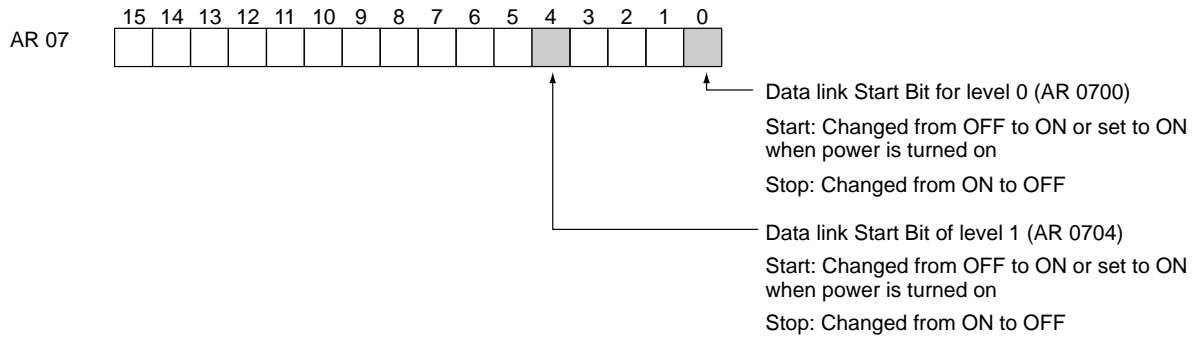 15 14 13 12 11 10 9 8 7 6 5 4 3 2 1 0
AR 07
Data link Start Bit for level 0 (AR 0700)
Start: Changed from OFF to ON or set to ON
when power is turned on
Stop: Changed from ON to OFF
Data link Start Bit of level 1 (AR 0704)
Start: Changed from OFF to ON or set to ON
when power is turned on
Stop: Changed from ON to OFF